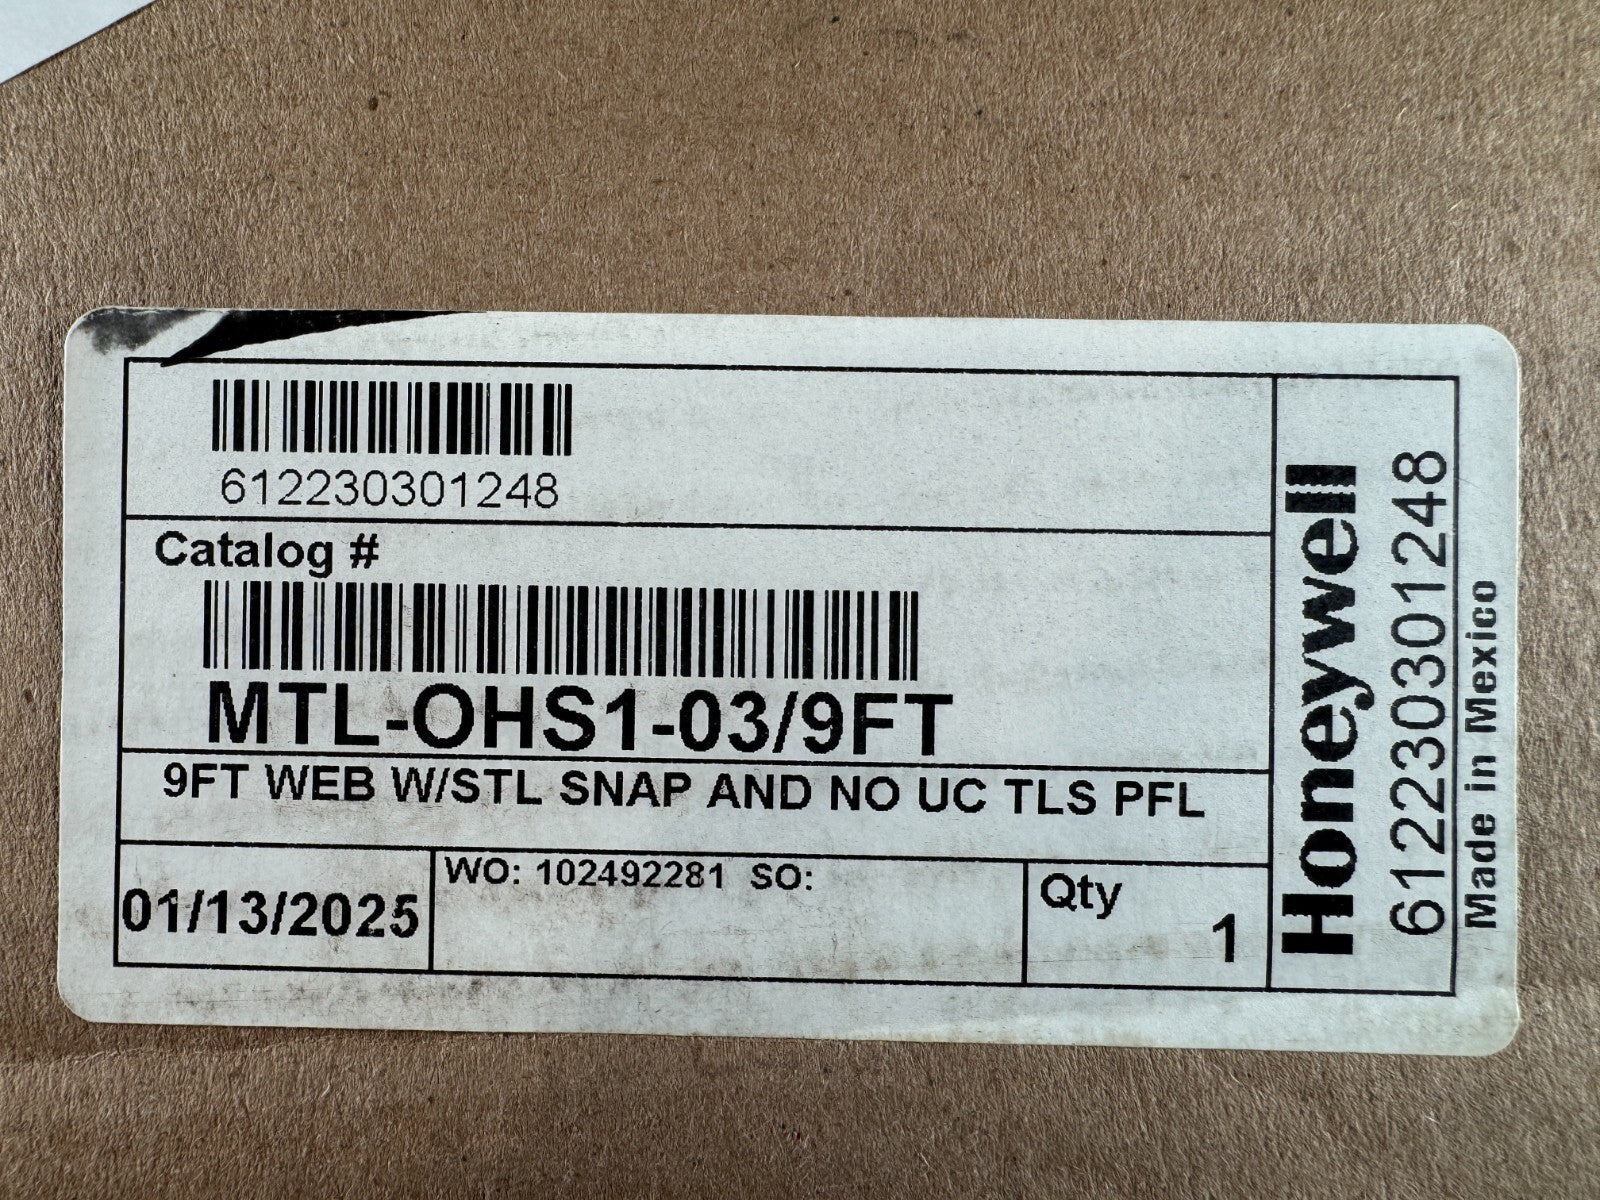 612230301248
Catalog #
MTL-OHS1-03/9FT
9FT WEB W/STL SNAP AND NO UC TLS PFL
01/13/2025
WO: 102492281 SO:
Qty
1
Honeywell
612230301248
Made in Mexico